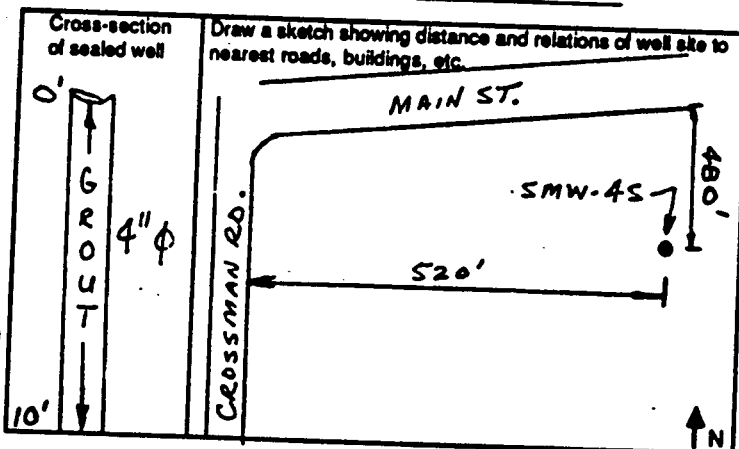 Cross-section
of sealed well
0'
GROUT
4"ϕ
10'
Draw a sketch showing distance and relations of well site to
nearest roads, buildings, etc.
MAIN ST.
CROSSMAN RD.
SMW-4S
480'
520'
N